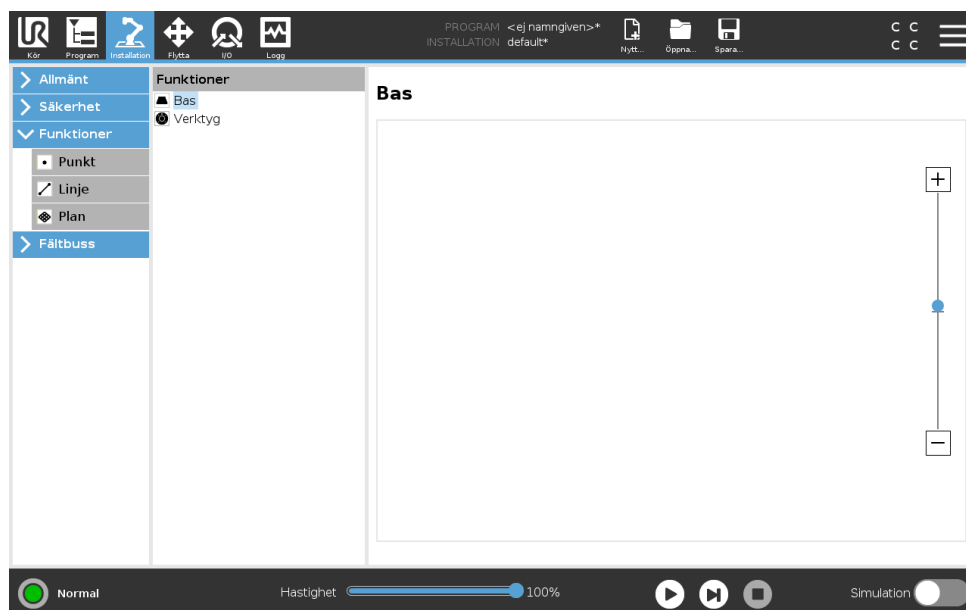 UR
Kör
Program
Installation
Flytta
I/O
Logg
PROGRAM <ej namngiven>*
INSTALLATION default*
Nytt...
Öppna...
Spara...
C C
C C
Allmänt
Säkerhet
Funktioner
Punkt
Linje
Plan
Fältbuss
Funktioner
Bas
Verktyg
Bas
Normal
Hastighet
100%
Simulation